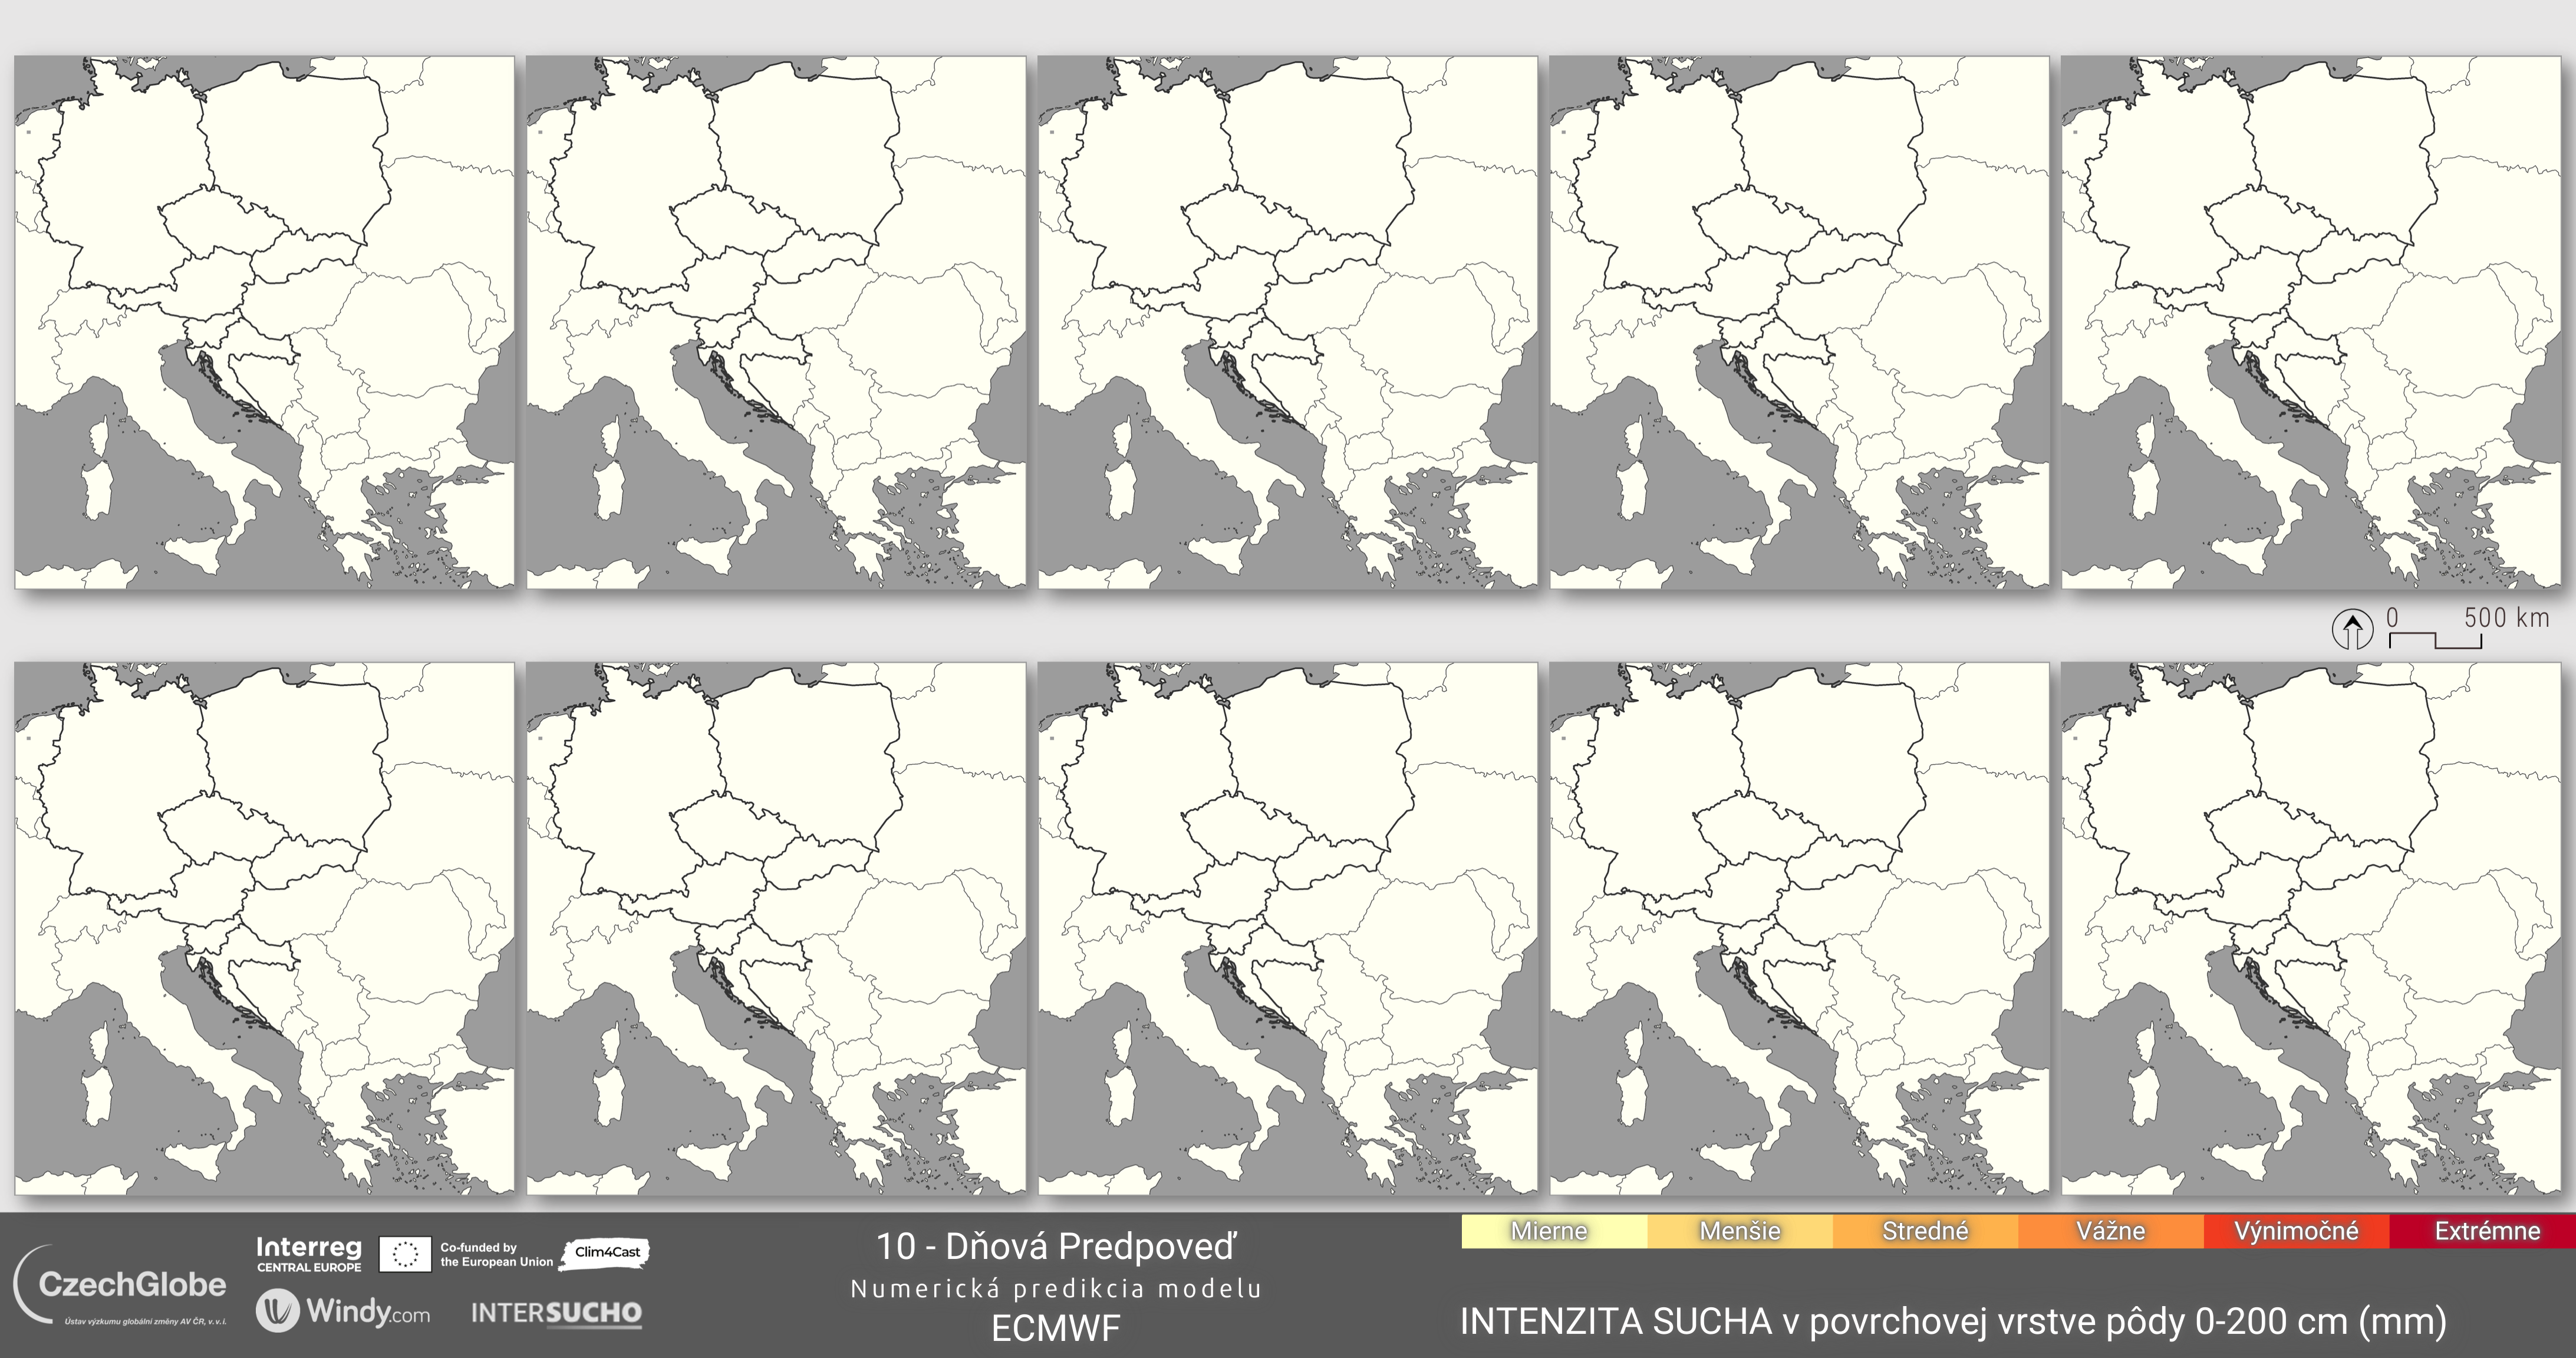 0 500 km
Mierne Menšie Stredné Vážne Výnimočné Extrémne
Interreg
CENTRAL EUROPE
Co-funded by
the European Union
Clim4Cast
CzechGlobe
Ústav výzkumu globální změny AV ČR, v. v. i.
Windy.com
INTERSUCHO
10 - Dňová Predpoveď
Numerická predikcia modelu
ECMWF
INTENZITA SUCHA v povrchovej vrstve pôdy 0-200 cm (mm)